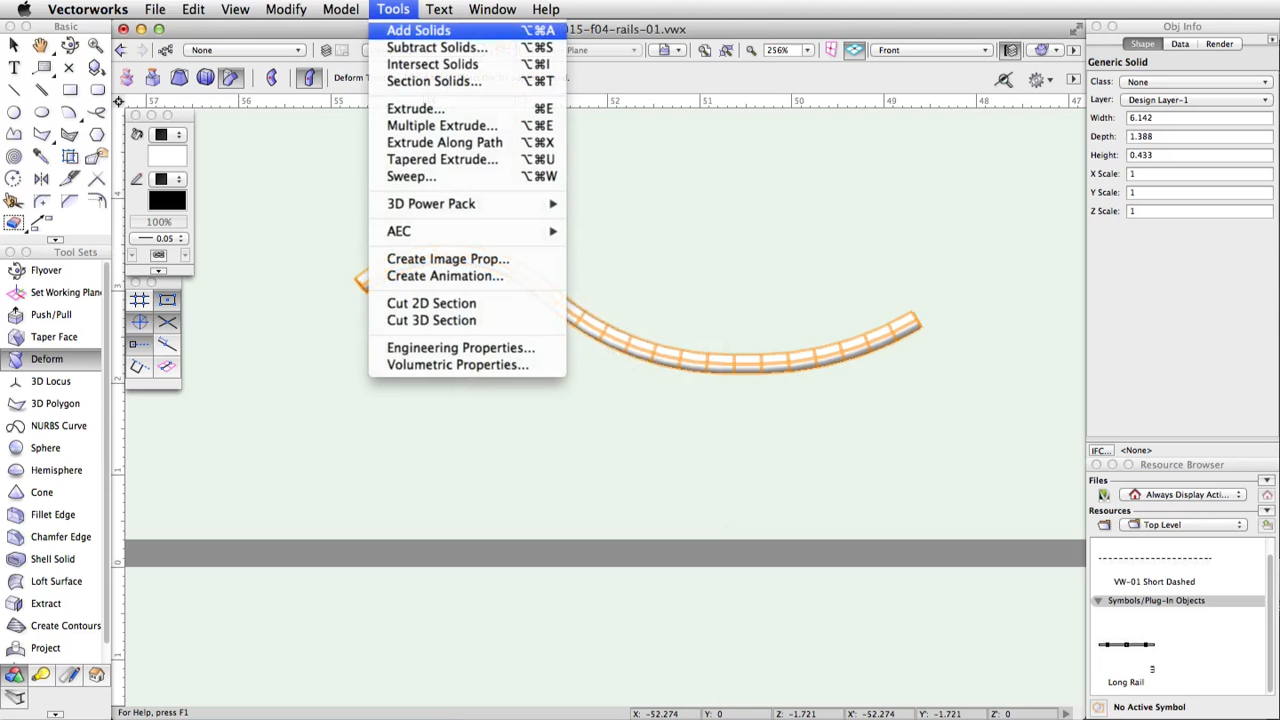 Vectorworks File Edit View Modify Model Tools Text Window Help
Basic
015-f04-rails-01.vwx
Obj Info
None
Plane
256%
Front
Shape Data Render
Deform T
Generic Solid
Class: None
Layer: Design Layer-1
Width: 6.142
Depth: 1.388
Height: 0.433
X Scale: 1
Y Scale: 1
Z Scale: 1
57 56 55 52 51 50 49 48 47
Add Solids ⌥⌘A
Subtract Solids... ⌥⌘S
Intersect Solids ⌥⌘I
Section Solids... ⌥⌘T
Extrude... ⌘E
Multiple Extrude... ⌥⌘E
Extrude Along Path ⌥⌘X
Tapered Extrude... ⌥⌘U
Sweep... ⌥⌘W
3D Power Pack
AEC
Create Image Prop...
Create Animation...
Cut 2D Section
Cut 3D Section
Engineering Properties...
Volumetric Properties...
100%
0.05
4
3
2
1
0
1
Tool Sets
Flyover
Set Working Plane
Push/Pull
Taper Face
Deform
3D Locus
3D Polygon
NURBS Curve
Sphere
Hemisphere
Cone
Fillet Edge
Chamfer Edge
Shell Solid
Loft Surface
Extract
Create Contours
Project
IFC... <None>
Resource Browser
Files
Always Display Acti...
Resources
Top Level
VW-01 Short Dashed
Symbols/Plug-In Objects
Long Rail
No Active Symbol
For Help, press F1
X: -52.274 Y: 0 Z: -1.721 X': -52.274 Y': -1.721 Z': 0